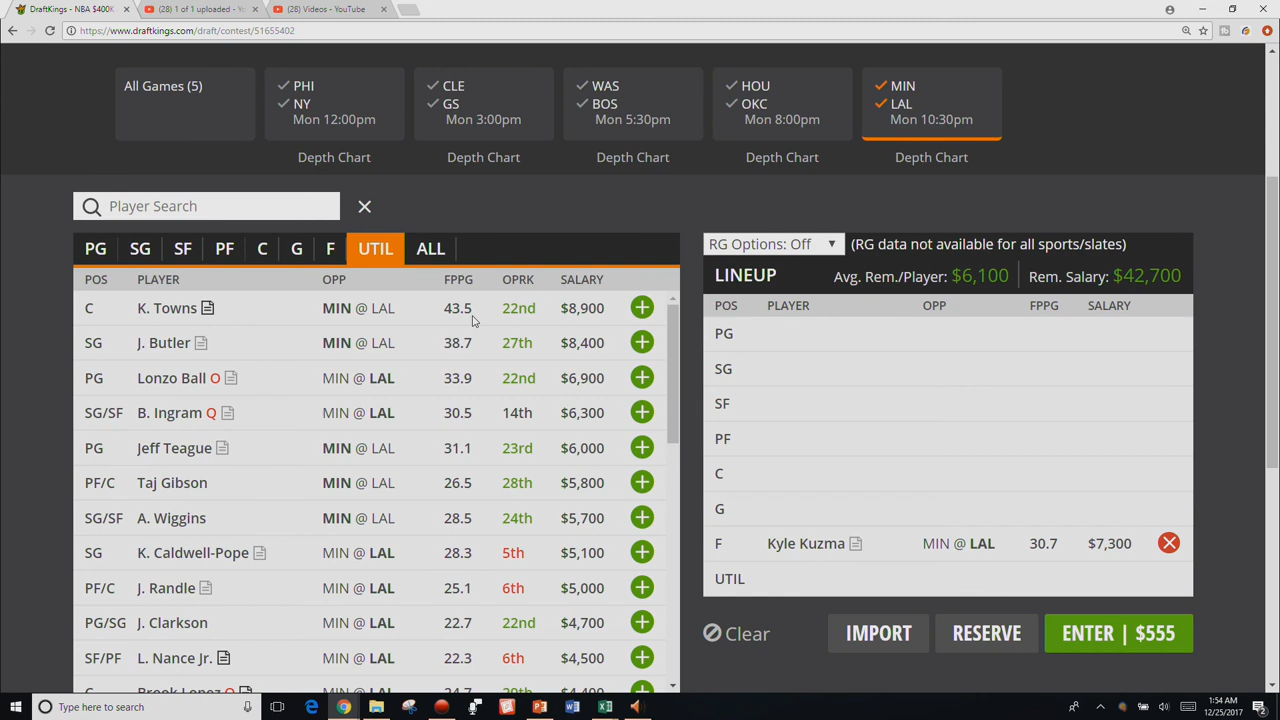 DraftKings - NBA $400K
(28) 1 of 1 uploaded - Yo
(28) Videos - YouTube
https://www.draftkings.com/draft/contest/51655402
All Games (5)
PHI
NY
Mon 12:00pm
CLE
GS
Mon 3:00pm
WAS
BOS
Mon 5:30pm
HOU
OKC
Mon 8:00pm
MIN
LAL
Mon 10:30pm
Depth Chart Depth Chart Depth Chart Depth Chart Depth Chart
Player Search
PG SG SF PF C G F UTIL ALL
POS PLAYER OPP FPPG OPRK SALARY
C K. Towns MIN @ LAL 43.5 22nd $8,900
SG J. Butler MIN @ LAL 38.7 27th $8,400
PG Lonzo Ball O MIN @ LAL 33.9 22nd $6,900
SG/SF B. Ingram Q MIN @ LAL 30.5 14th $6,300
PG Jeff Teague MIN @ LAL 31.1 23rd $6,000
PF/C Taj Gibson MIN @ LAL 26.5 28th $5,800
SG/SF A. Wiggins MIN @ LAL 28.5 24th $5,700
SG K. Caldwell-Pope MIN @ LAL 28.3 5th $5,100
PF/C J. Randle MIN @ LAL 25.1 6th $5,000
PG/SG J. Clarkson MIN @ LAL 22.7 22nd $4,700
SF/PF L. Nance Jr. MIN @ LAL 22.3 6th $4,500
C Brook Lopez Q MIN @ LAL 24.7 29th $4,400
RG Options: Off (RG data not available for all sports/slates)
LINEUP Avg. Rem./Player: $6,100 Rem. Salary: $42,700
POS PLAYER OPP FPPG SALARY
PG
SG
SF
PF
C
G
F Kyle Kuzma MIN @ LAL 30.7 $7,300
UTIL
Clear IMPORT RESERVE ENTER | $555
Type here to search
1:54 AM
12/25/2017